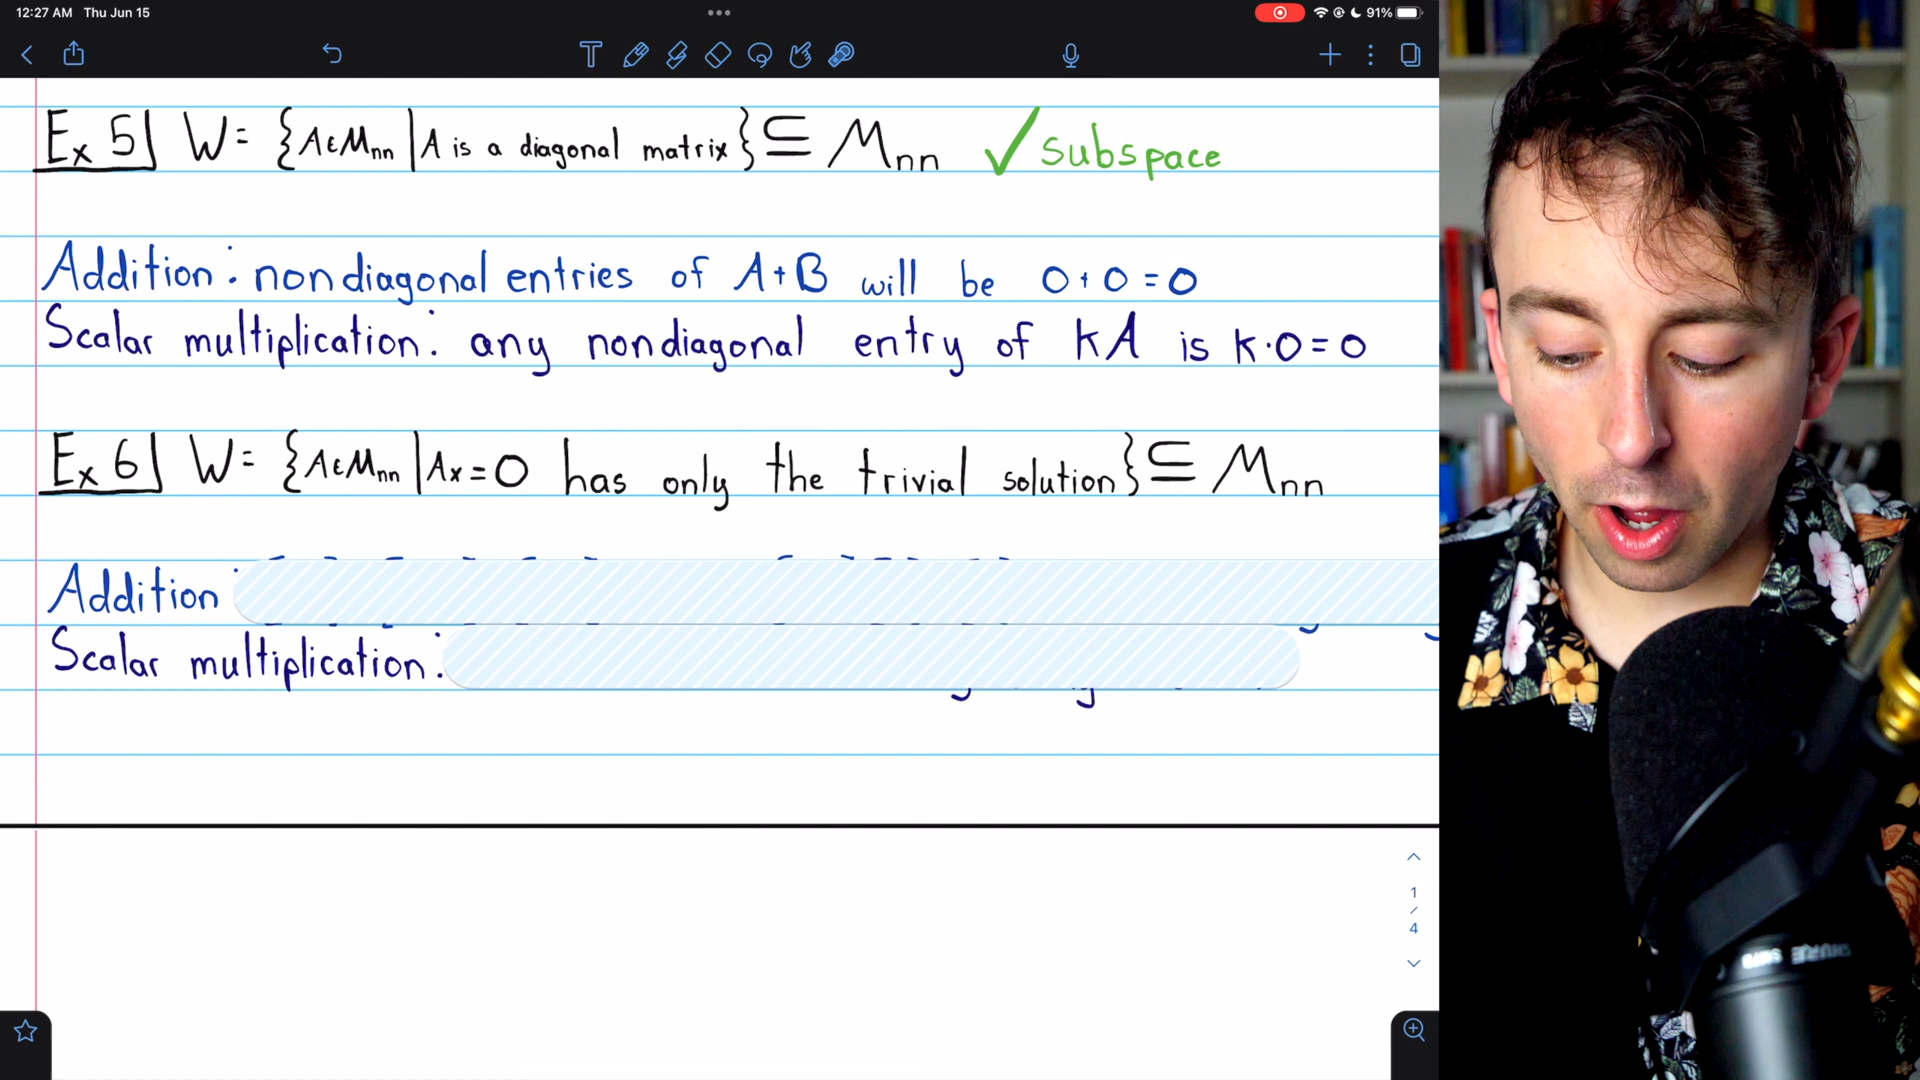 12:27 AM Thu Jun 15
91%
Ex 5] W= {A∈Mnn | A is a diagonal matrix} ⊆ Mnn ✓ subspace
Addition: nondiagonal entries of A+B will be 0+0=0
Scalar multiplication: any nondiagonal entry of kA is k·0=0
Ex 6] W= {A∈Mnn | Ax=0 has only the trivial solution} ⊆ Mnn
Addition:
Scalar multiplication:
1
/
4
SHURE